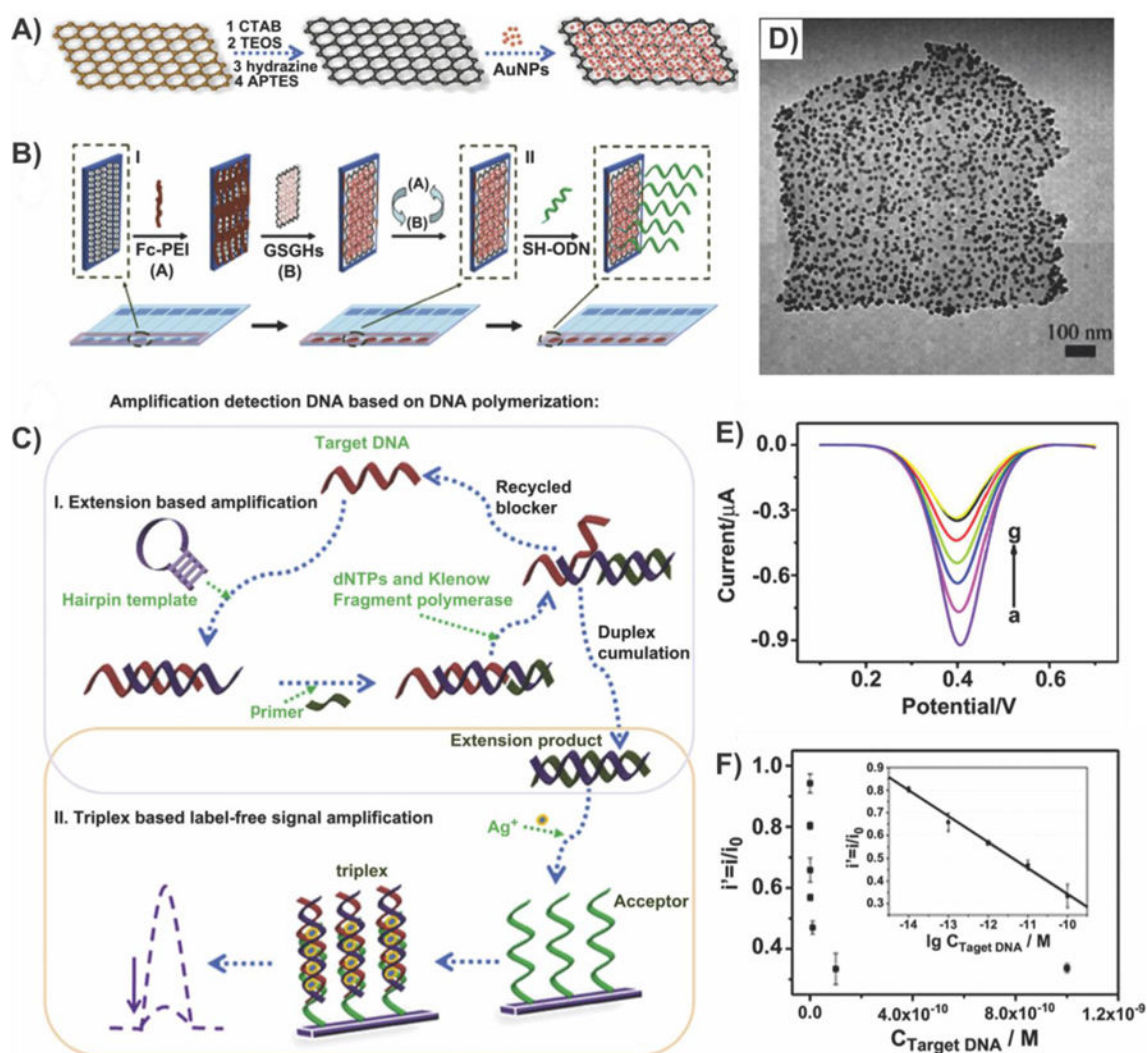 A)
1 CTAB
2 TEOS
3 hydrazine
4 APTES
AuNPs
B)
I
Fc-PEI
(A)
GSGHs
(B)
(A)
(B)
II
SH-ODN
D)
100 nm
Amplification detection DNA based on DNA polymerization:
C)
Target DNA
I. Extension based amplification
Recycled
blocker
Hairpin template
dNTPs and Klenow
Fragment polymerase
Duplex
cumulation
Primer
Extension product
II. Triplex based label-free signal amplification
Ag+
triplex
Acceptor
E)
0.0
-0.3
-0.6
-0.9
Current/μA
g
a
0.2 0.4 0.6
Potential/V
F)
1.0
0.8
0.6
0.4
i'=i/i0
0.9
0.8
0.7
0.6
0.5
0.4
0.3
i'=i/i0
-14 -13 -12 -11 -10
lg CTaget DNA / M
0.0 4.0x10-10 8.0x10-10 1.2x10-9
CTarget DNA / M